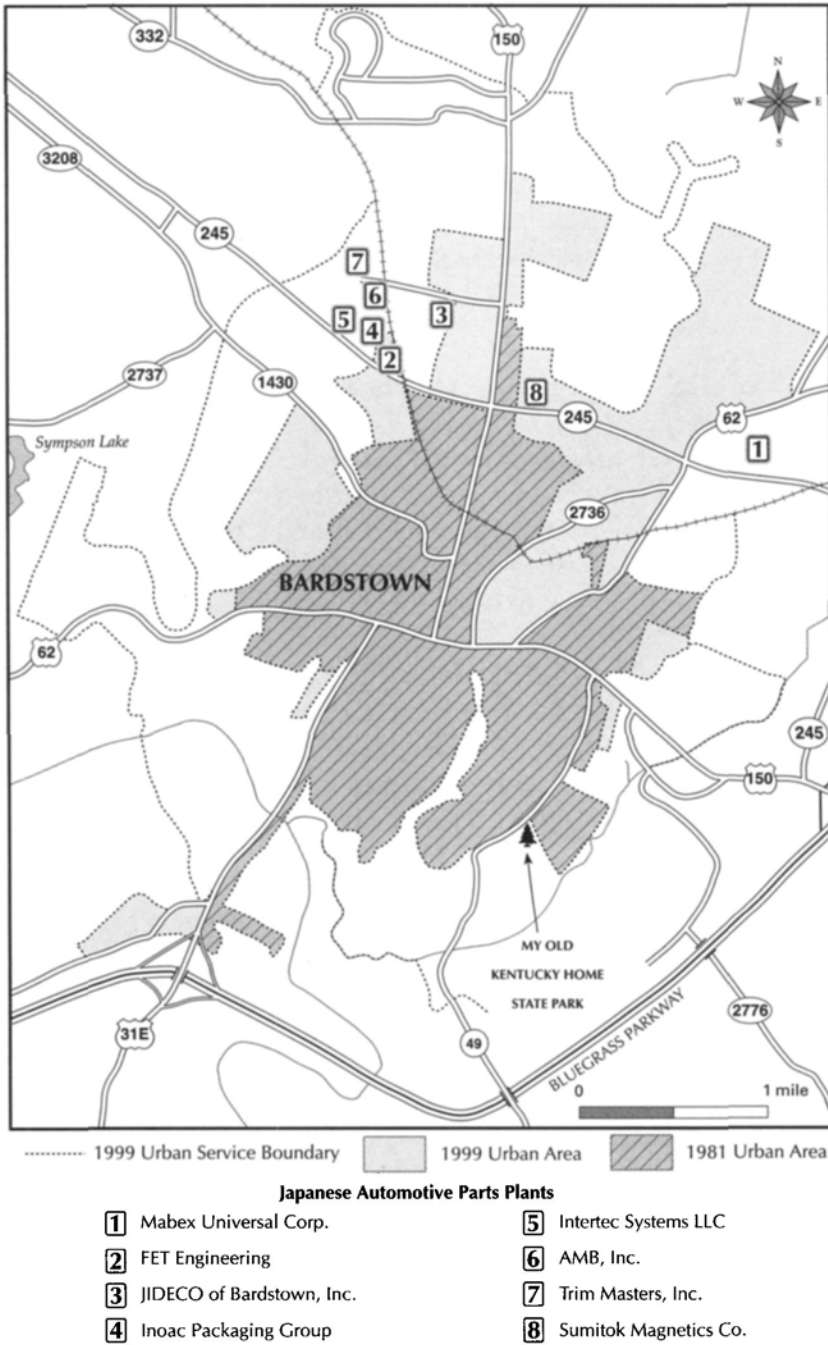 332
150
N
W E
S
3208
245
7
6
5
4
3
2
2737
1430
8
245
62
1
Sympson Lake
2736
BARDSTOWN
62
245
150
MY OLD
KENTUCKY HOME
STATE PARK
31E
49
2776
BLUEGRASS PARKWAY
0 1 mile
1999 Urban Service Boundary 1999 Urban Area 1981 Urban Area
Japanese Automotive Parts Plants
1 Mabex Universal Corp.
2 FET Engineering
3 JIDECO of Bardstown, Inc.
4 Inoac Packaging Group
5 Intertec Systems LLC
6 AMB, Inc.
7 Trim Masters, Inc.
8 Sumitok Magnetics Co.